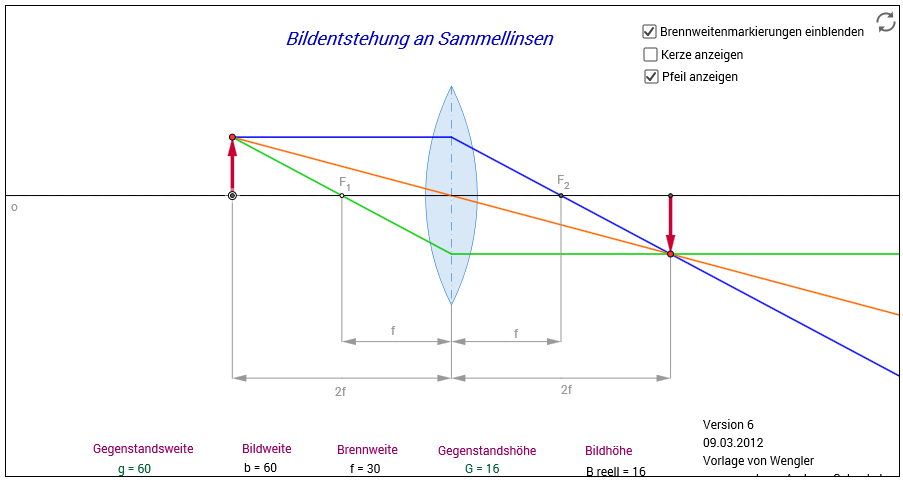 Bildentstehung an Sammellinsen
Brennweitenmarkierungen einblenden
Kerze anzeigen
Pfeil anzeigen
F1
F2
o
f
f
2f
2f
Gegenstandsweite
g = 60
Bildweite
b = 60
Brennweite
f = 30
Gegenstandshöhe
G = 16
Bildhöhe
B reell = 16
Version 6
09.03.2012
Vorlage von Wengler